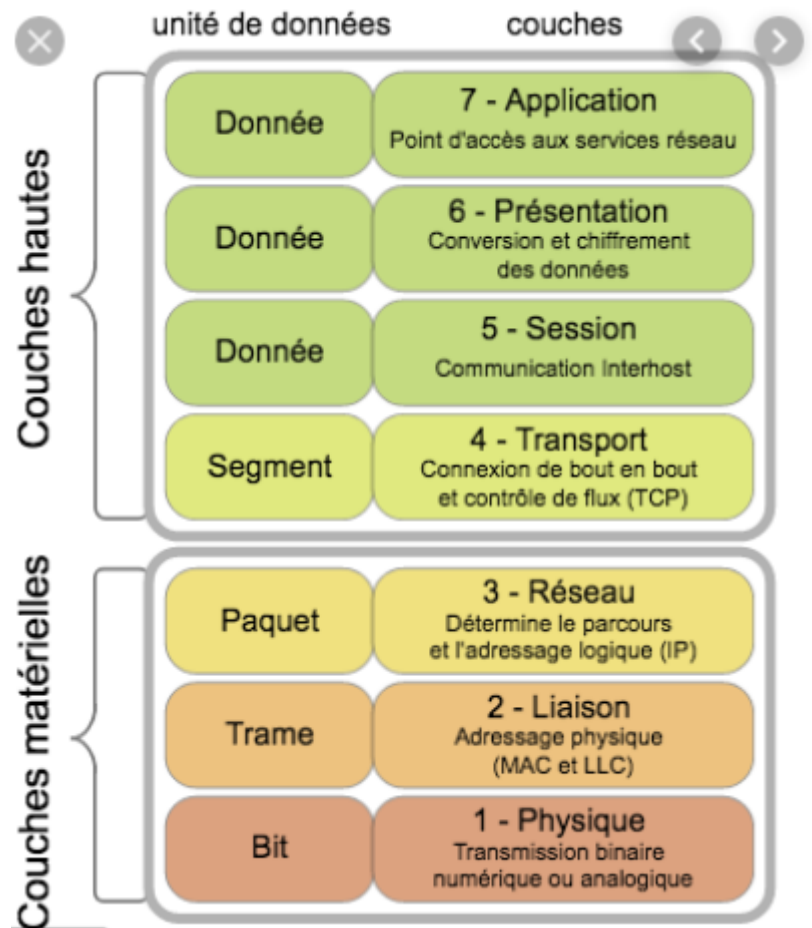 unité de données couches
Couches hautes
Donnée
7 - Application
Point d'accès aux services réseau
Donnée
6 - Présentation
Conversion et chiffrement
des données
Donnée
5 - Session
Communication Interhost
Segment
4 - Transport
Connexion de bout en bout
et contrôle de flux (TCP)
Couches matérielles
Paquet
3 - Réseau
Détermine le parcours
et l'adressage logique (IP)
Trame
2 - Liaison
Adressage physique
(MAC et LLC)
Bit
1 - Physique
Transmission binaire
numérique ou analogique